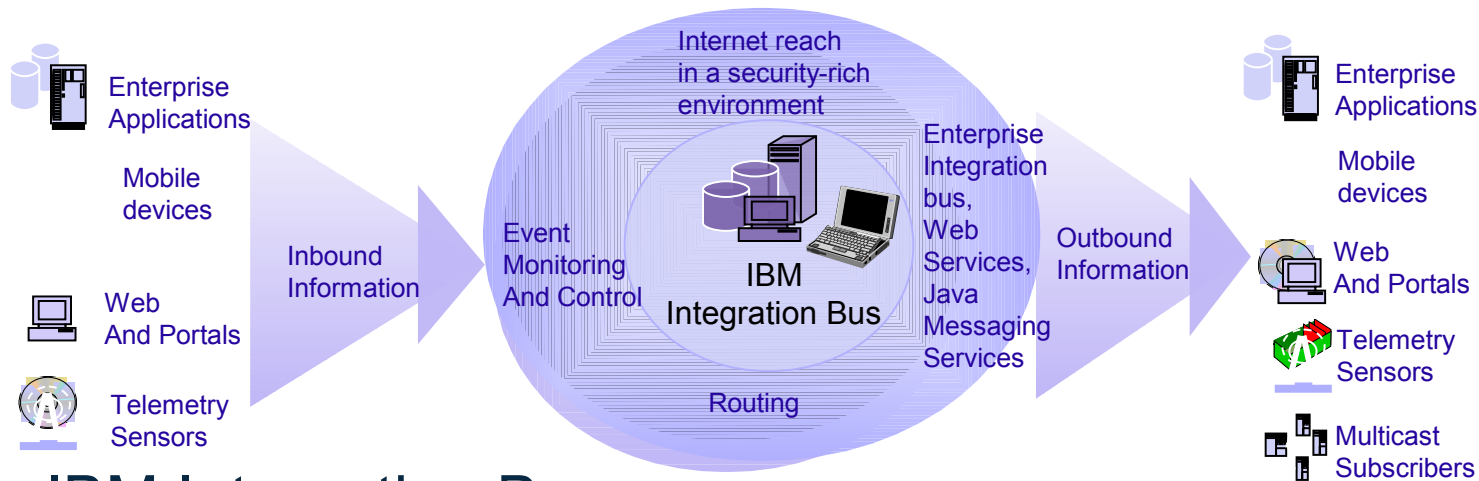 Enterprise
Applications
Mobile
devices
Web
And Portals
Telemetry
Sensors
Inbound
Information
Internet reach
in a security-rich
environment
Event
Monitoring
And Control
IBM
Integration Bus
Enterprise
Integration
bus,
Web
Services,
Java
Messaging
Services
Routing
Outbound
Information
Enterprise
Applications
Mobile
devices
Web
And Portals
Telemetry
Sensors
Multicast
Subscribers
IBM Integration B